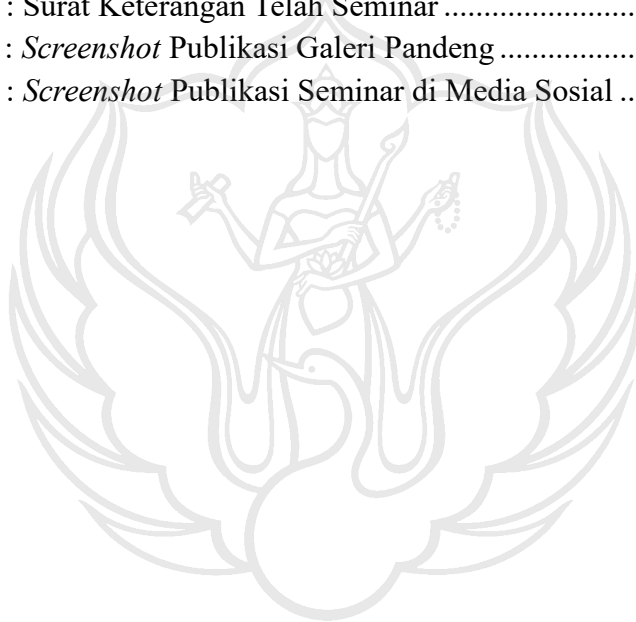 : Surat Keterangan Telah Seminar .......................
: Screenshot Publikasi Galeri Pandeng ................
: Screenshot Publikasi Seminar di Media Sosial ..